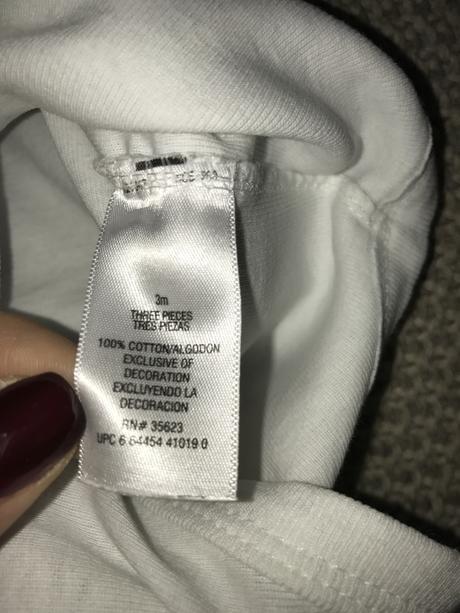 3m
THREE PIECES
TRES PIEZAS
100% COTTON/ALGODON
EXCLUSIVE OF
DECORATION
EXCLUYENDO LA
DECORACION
RN# 35623
UPC 6 64454 41019 0